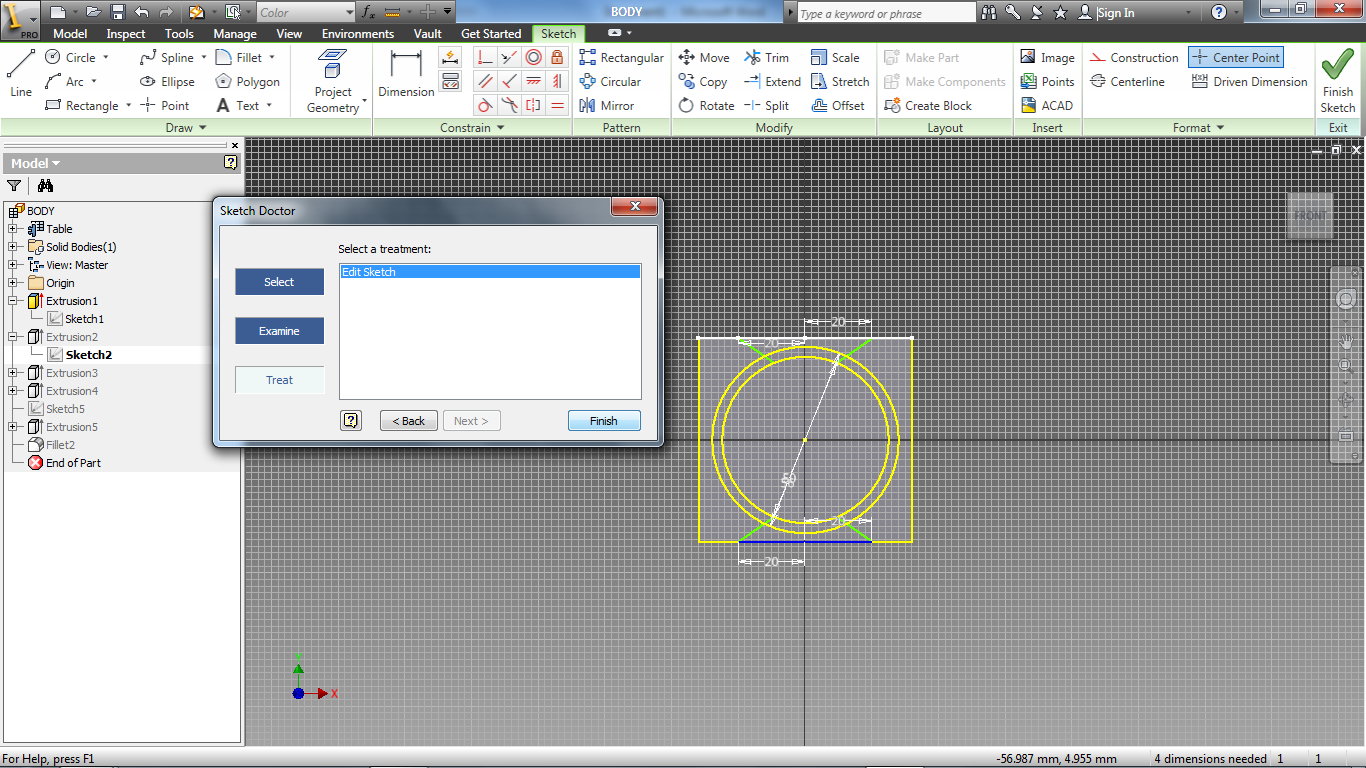 PRO
Color
BODY
Type a keyword or phrase
Sign In
Model Inspect Tools Manage View Environments Vault Get Started Sketch
Line
Circle
Arc
Rectangle
Spline
Ellipse
Point
Fillet
Polygon
Text
Project Geometry
Dimension
Rectangular
Circular
Mirror
Move
Copy
Rotate
Trim
Extend
Split
Scale
Stretch
Offset
Make Part
Make Components
Create Block
Image
Points
ACAD
Construction
Centerline
Center Point
Driven Dimension
Finish Sketch
Draw Constrain Pattern Modify Layout Insert Format Exit
Model
BODY
Table
Solid Bodies(1)
View: Master
Origin
Extrusion1
Sketch1
Extrusion2
Sketch2
Extrusion3
Extrusion4
Sketch5
Extrusion5
Fillet2
End of Part
Sketch Doctor
Select a treatment:
Edit Sketch
Select
Examine
Treat
< Back
Next >
Finish
FRONT
20
20
20
20
X
For Help, press F1
-56.987 mm, 4.955 mm
4 dimensions needed
1
1